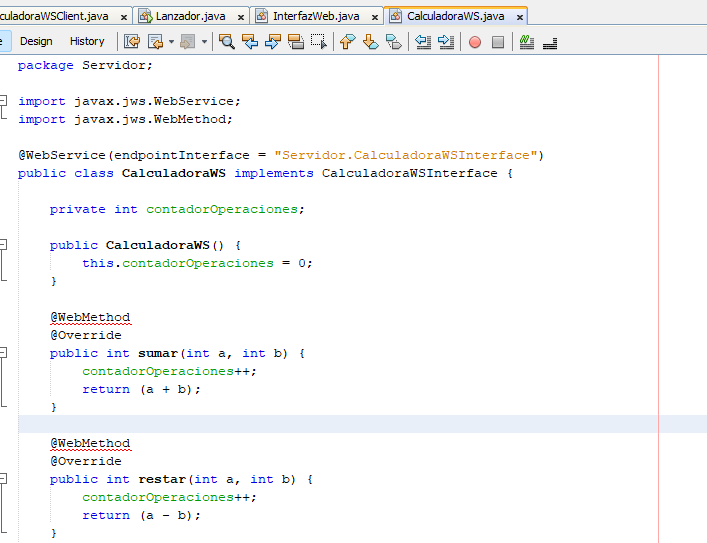 culadoraWSClient.java
Lanzador.java
InterfazWeb.java
CalculadoraWS.java
Design
History
package Servidor;
import javax.jws.WebService;
import javax.jws.WebMethod;
@WebService(endpointInterface = "Servidor.CalculadoraWSInterface")
public class CalculadoraWS implements CalculadoraWSInterface {
private int contadorOperaciones;
public CalculadoraWS() {
this.contadorOperaciones = 0;
}
@WebMethod
@Override
public int sumar(int a, int b) {
contadorOperaciones++;
return (a + b);
}
@WebMethod
@Override
public int restar(int a, int b) {
contadorOperaciones++;
return (a - b);
}